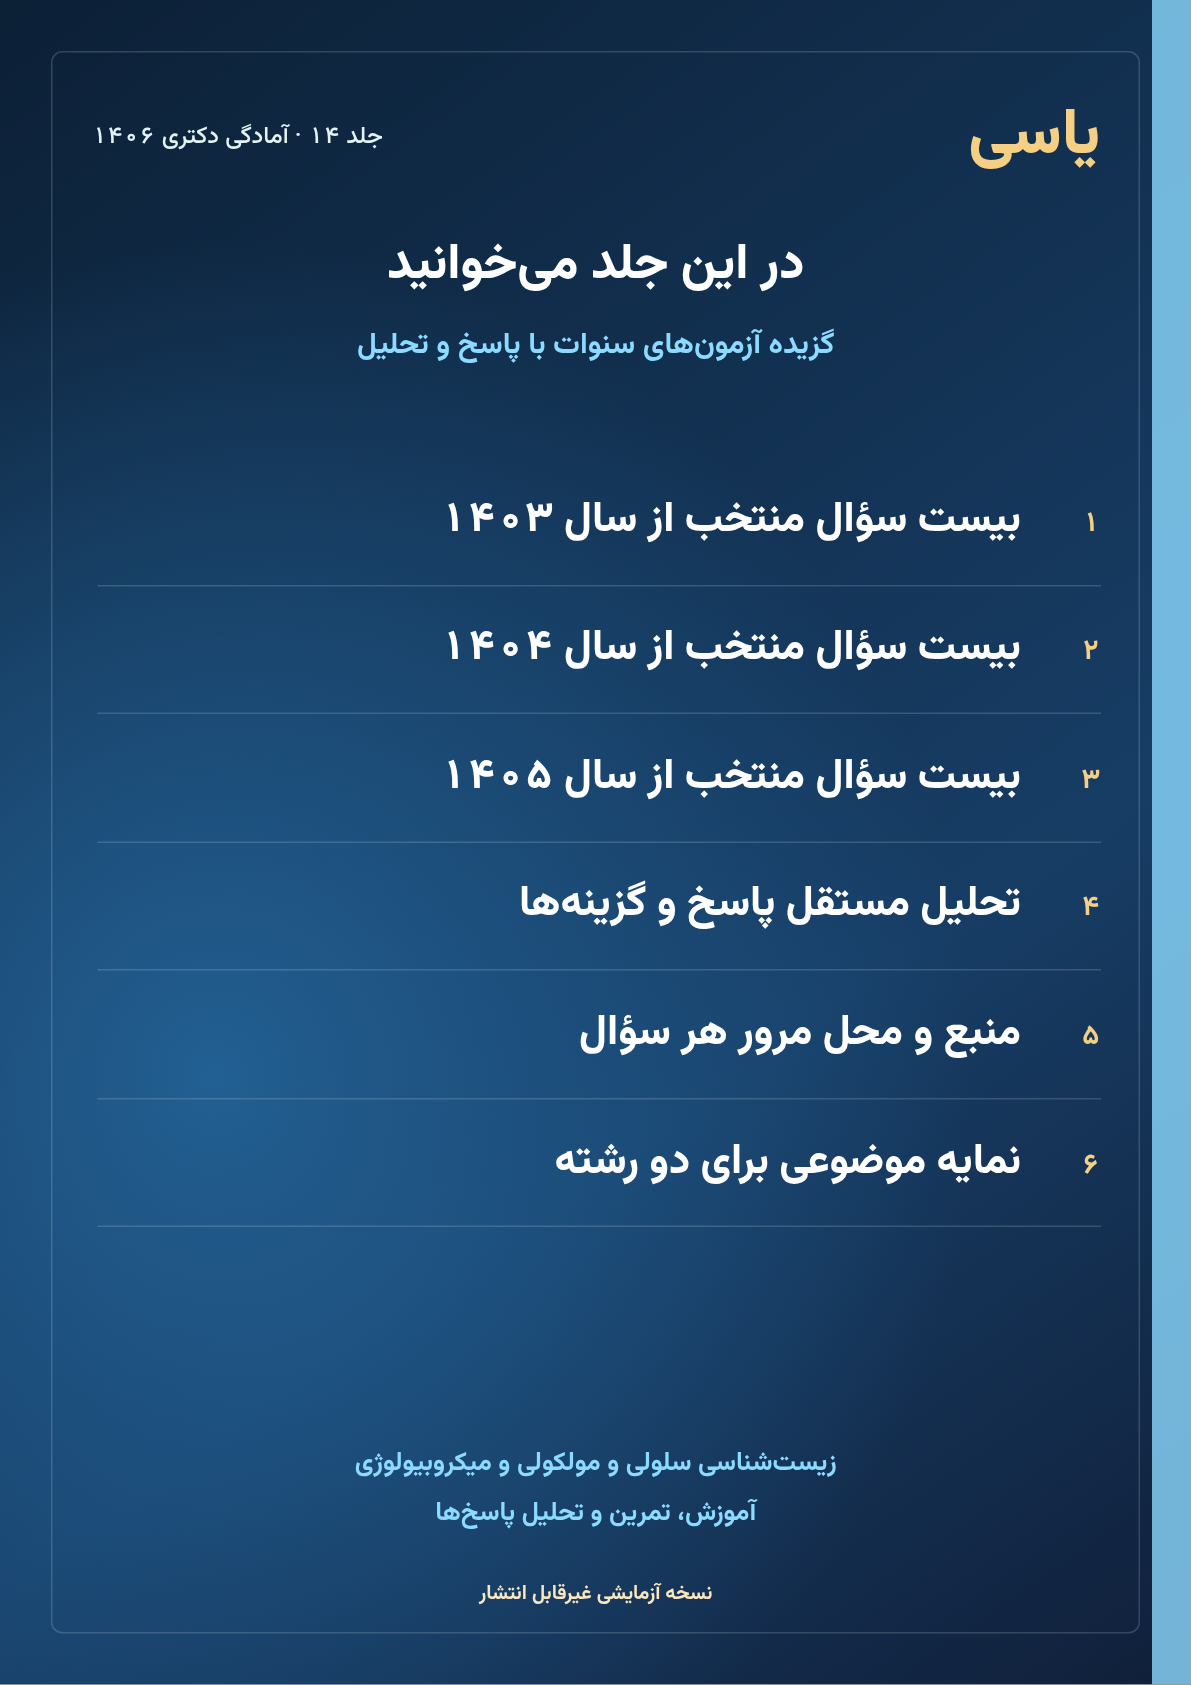 یاسی
جلد ۱۴ · آمادگی دکتری ۱۴۰۶
در این جلد می‌خوانید
گزیده آزمون‌های سنوات با پاسخ و تحلیل
۱ بیست سؤال منتخب از سال ۱۴۰۳
۲ بیست سؤال منتخب از سال ۱۴۰۴
۳ بیست سؤال منتخب از سال ۱۴۰۵
۴ تحلیل مستقل پاسخ و گزینه‌ها
۵ منبع و محل مرور هر سؤال
۶ نمایه موضوعی برای دو رشته
زیست‌شناسی سلولی و مولکولی و میکروبیولوژی
آموزش، تمرین و تحلیل پاسخ‌ها
نسخه آزمایشی غیرقابل انتشار